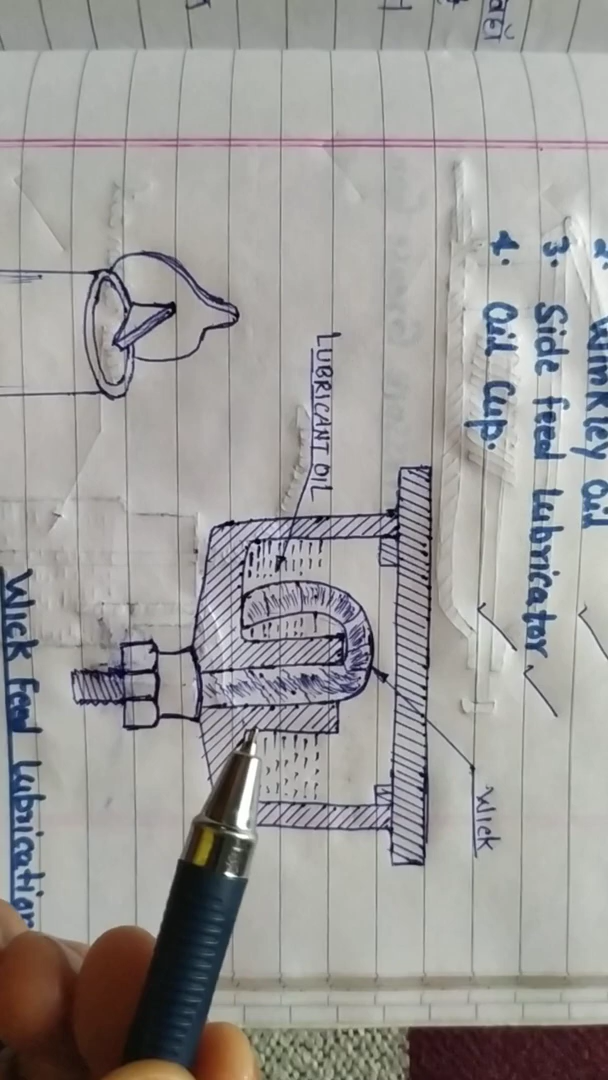 3. Side feed Lubricator
4. Oil Cup.
LUBRICANT OIL
Wick
Wick Feed Lubrication